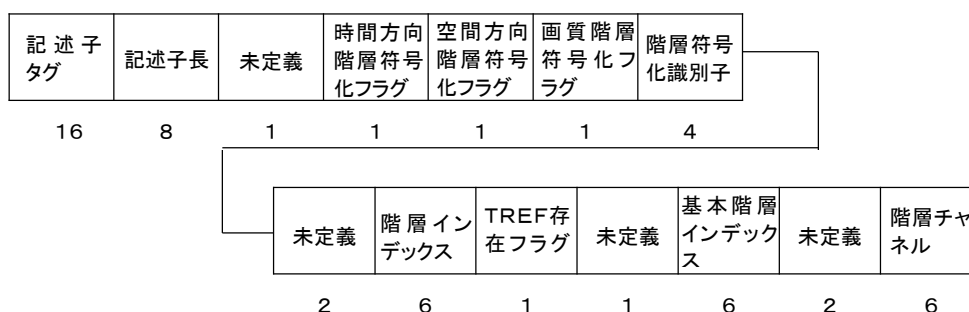 記述子
タグ
記述子長
未定義
時間方向
階層符号
化フラグ
空間方向
階層符号
化フラグ
画質階層
符号化フ
ラグ
階層符号
化識別子
16 8 1 1 1 1 4
未定義
階層イン
デックス
TREF存
在フラグ
未定義
基本階層
インデック
ス
未定義
階層チャ
ネル
2 6 1 1 6 2 6